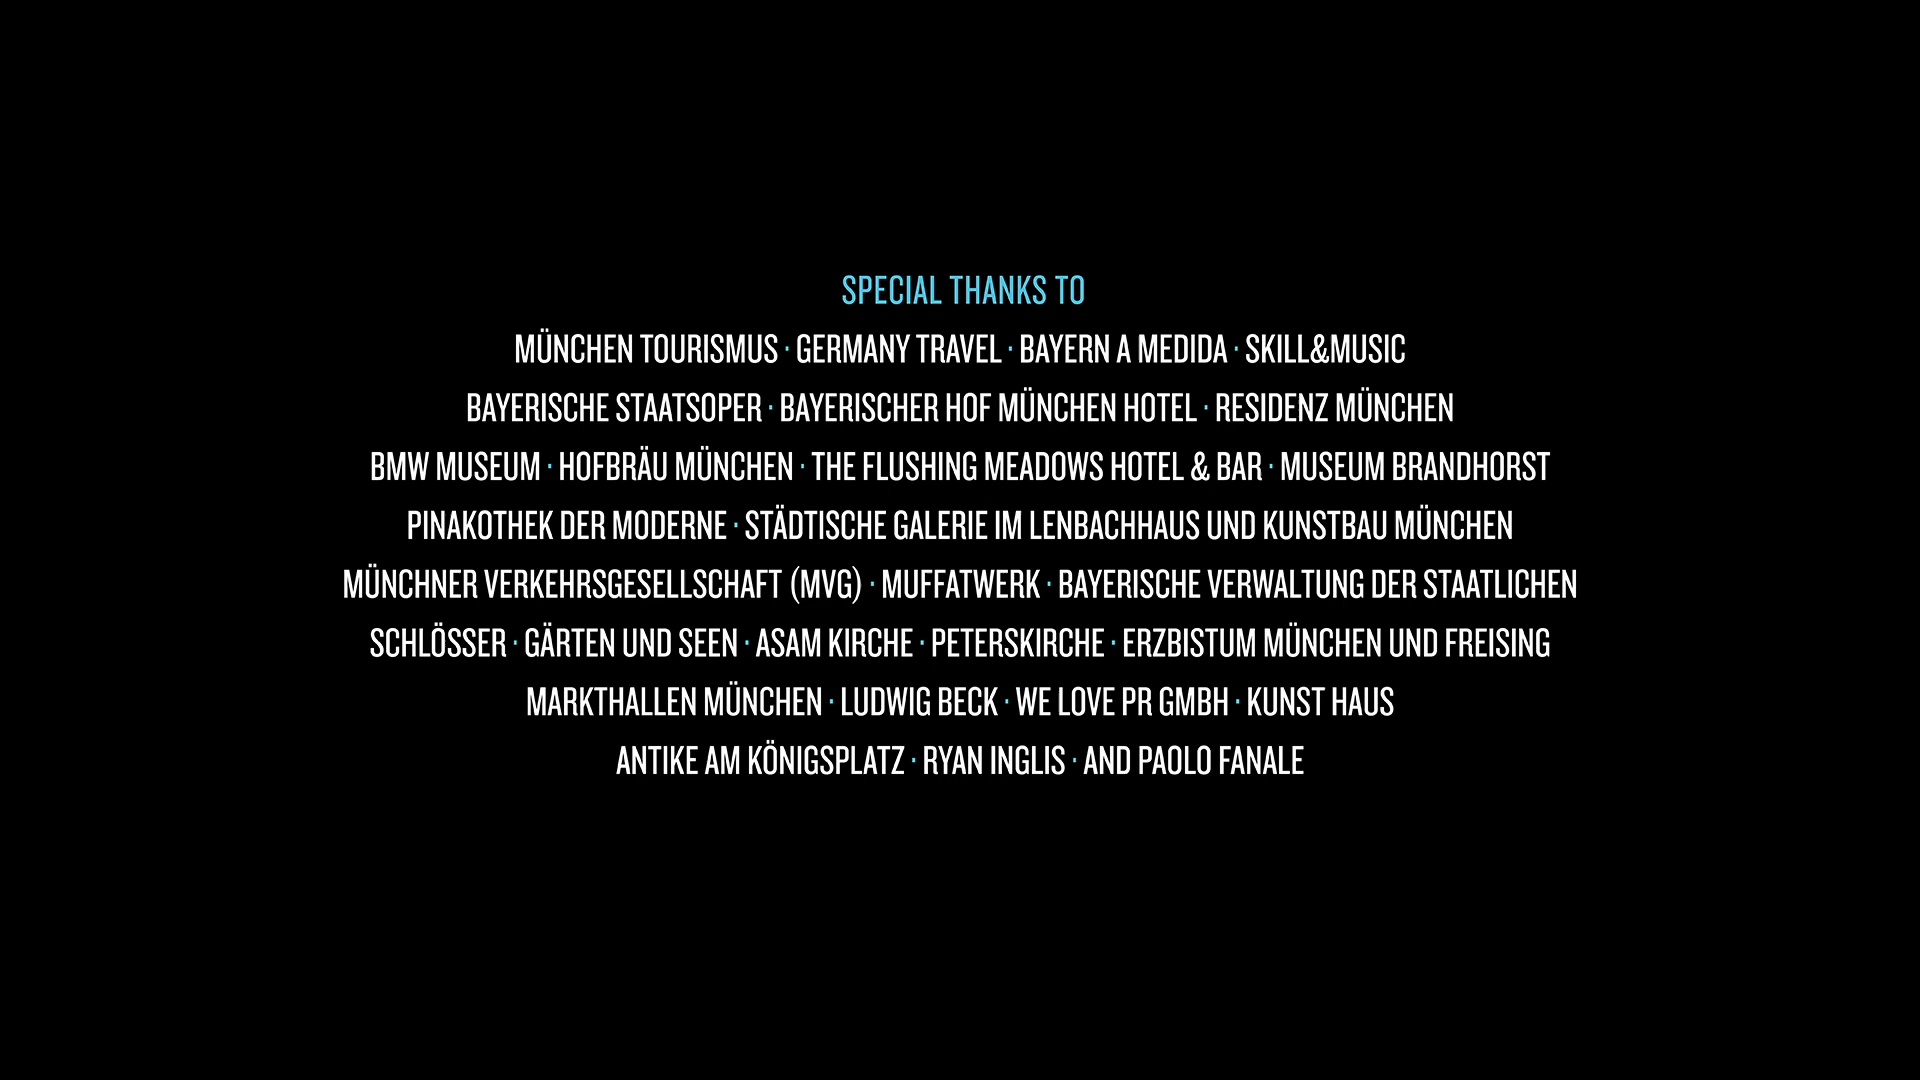 SPECIAL THANKS TO
MÜNCHEN TOURISMUS · GERMANY TRAVEL · BAYERN A MEDIDA · SKILL&MUSIC
BAYERISCHE STAATSOPER · BAYERISCHER HOF MÜNCHEN HOTEL · RESIDENZ MÜNCHEN
BMW MUSEUM · HOFBRÄU MÜNCHEN · THE FLUSHING MEADOWS HOTEL & BAR · MUSEUM BRANDHORST
PINAKOTHEK DER MODERNE · STÄDTISCHE GALERIE IM LENBACHHAUS UND KUNSTBAU MÜNCHEN
MÜNCHNER VERKEHRSGESELLSCHAFT (MVG) · MUFFATWERK · BAYERISCHE VERWALTUNG DER STAATLICHEN
SCHLÖSSER · GÄRTEN UND SEEN · ASAM KIRCHE · PETERSKIRCHE · ERZBISTUM MÜNCHEN UND FREISING
MARKTHALLEN MÜNCHEN · LUDWIG BECK · WE LOVE PR GMBH · KUNST HAUS
ANTIKE AM KÖNIGSPLATZ · RYAN INGLIS · AND PAOLO FANALE